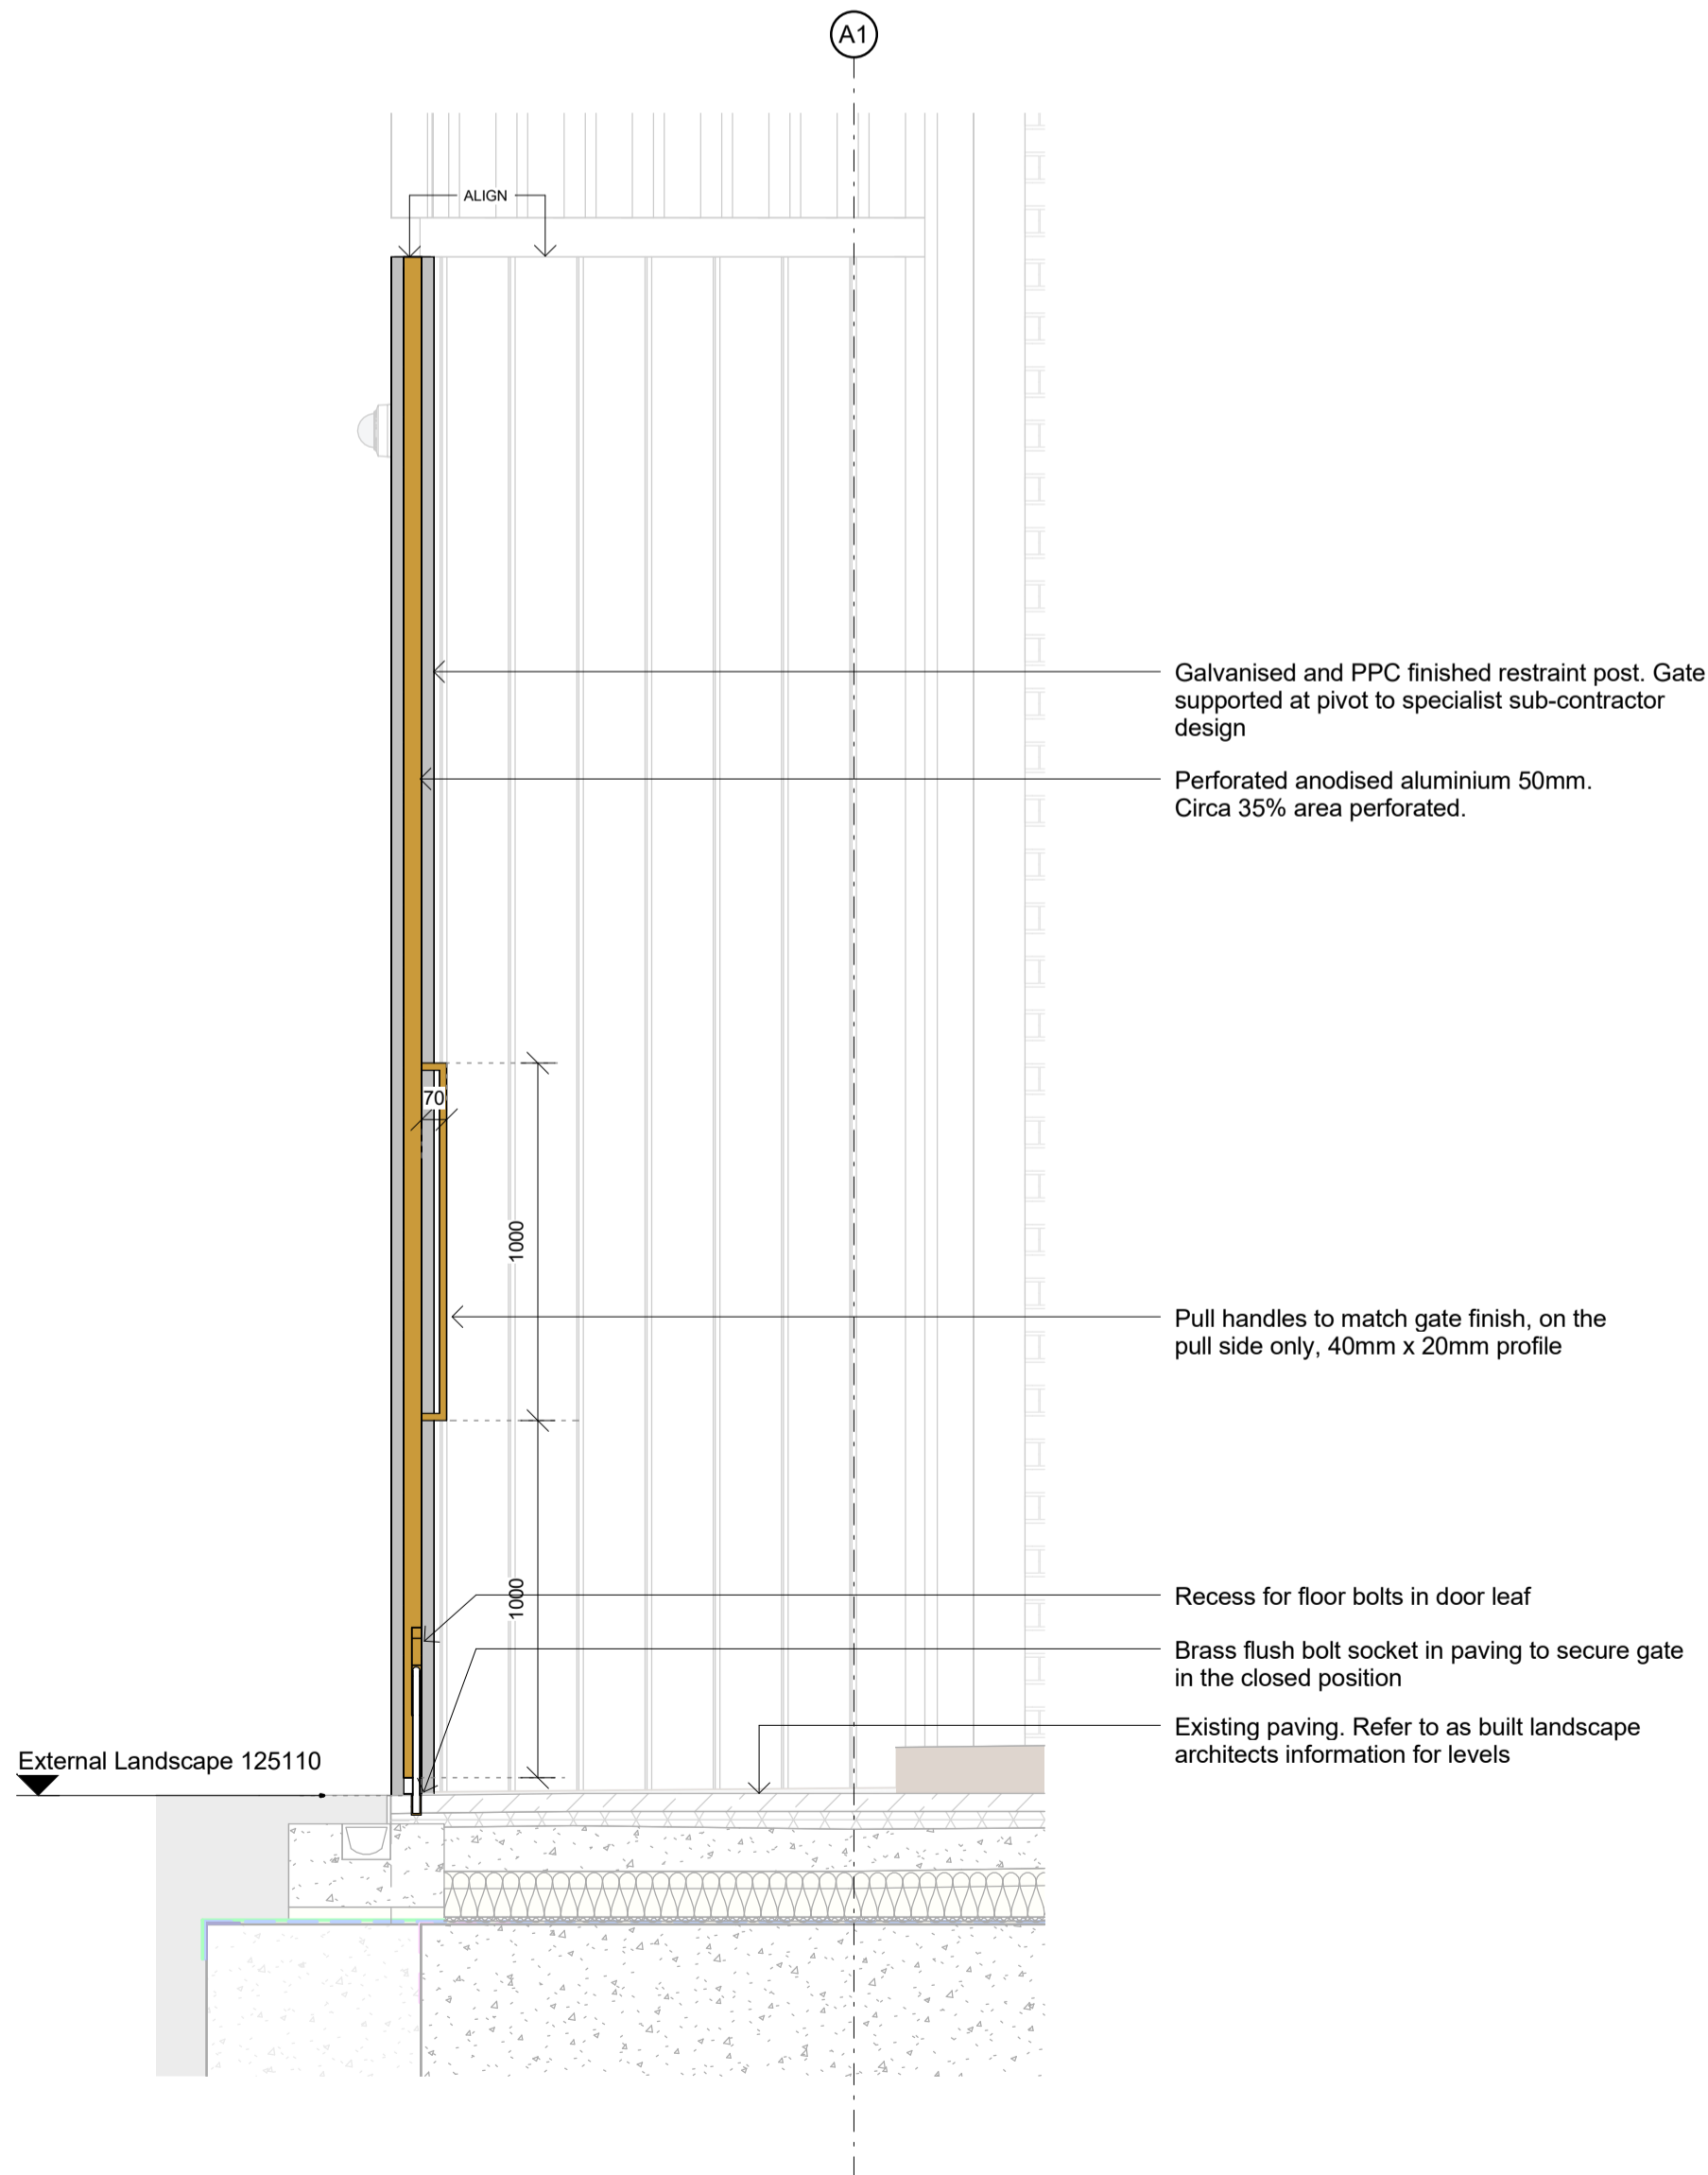 A1
ALIGN
Galvanised and PPC finished restraint post. Gate
supported at pivot to specialist sub-contractor
design
Perforated anodised aluminium 50mm.
Circa 35% area perforated.
70
1000
Pull handles to match gate finish, on the
pull side only, 40mm x 20mm profile
1000
Recess for floor bolts in door leaf
Brass flush bolt socket in paving to secure gate
in the closed position
Existing paving. Refer to as built landscape
architects information for levels
External Landscape 125110